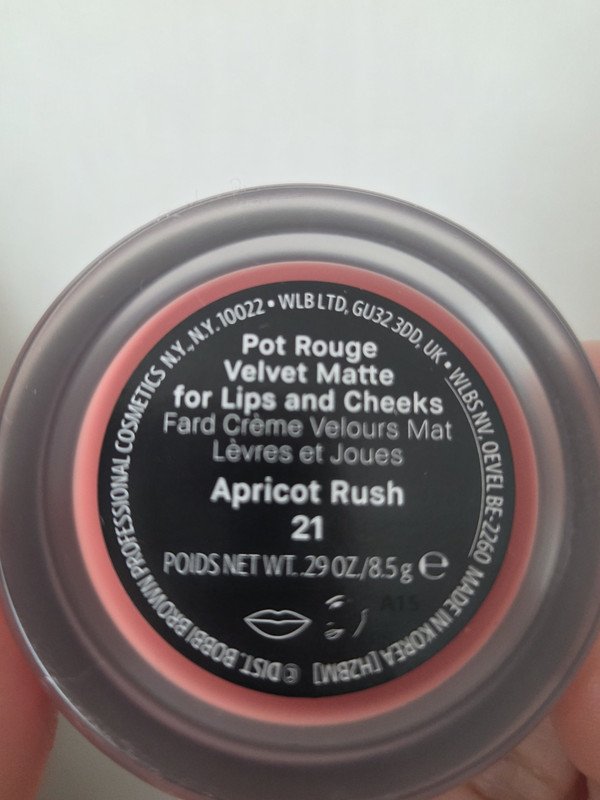 Pot Rouge
Velvet Matte
for Lips and Cheeks
Fard Crème Velours Mat
Lèvres et Joues
Apricot Rush
21
POIDS NET WT. .29 OZ./8.5 g ℮
A15
© DIST. BOBBI BROWN PROFESSIONAL COSMETICS N.Y., N.Y. 10022 • WLB LTD, GU32 3DD, UK • WLBS NV, OEVEL BE-2260 MADE IN KOREA [H2BM]